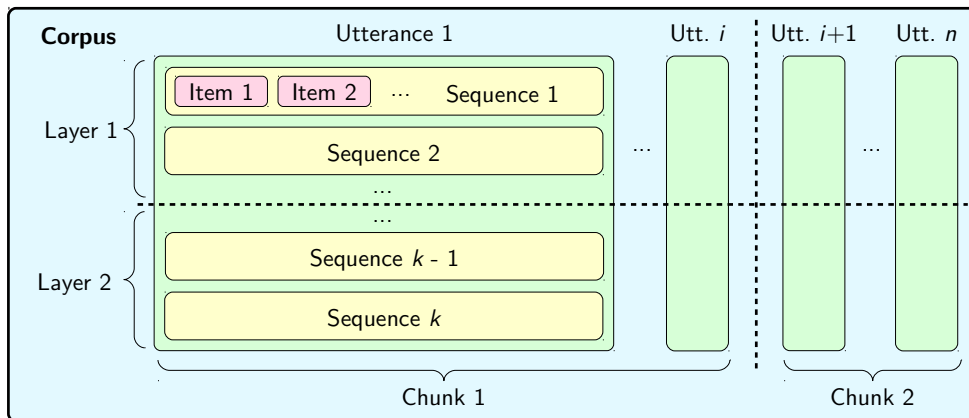 Corpus Utterance 1 Utt. i Utt. i+1 Utt. n
Item 1 Item 2 ... Sequence 1
Layer 1
Sequence 2 ... ...
...
...
Sequence k - 1
Layer 2
Sequence k
Chunk 1 Chunk 2